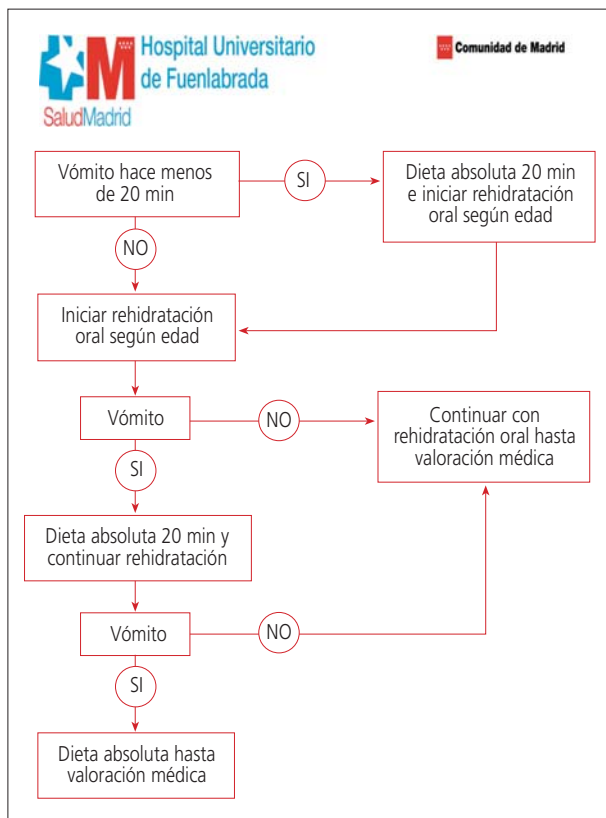 Hospital Universitario
de Fuenlabrada
SaludMadrid
Comunidad de Madrid
Vómito hace menos
de 20 min
SI
Dieta absoluta 20 min
e iniciar rehidratación
oral según edad
NO
Iniciar rehidratación
oral según edad
Vómito
NO
Continuar con
rehidratación oral hasta
valoración médica
SI
Dieta absoluta 20 min y
continuar rehidratación
Vómito
NO
SI
Dieta absoluta hasta
valoración médica